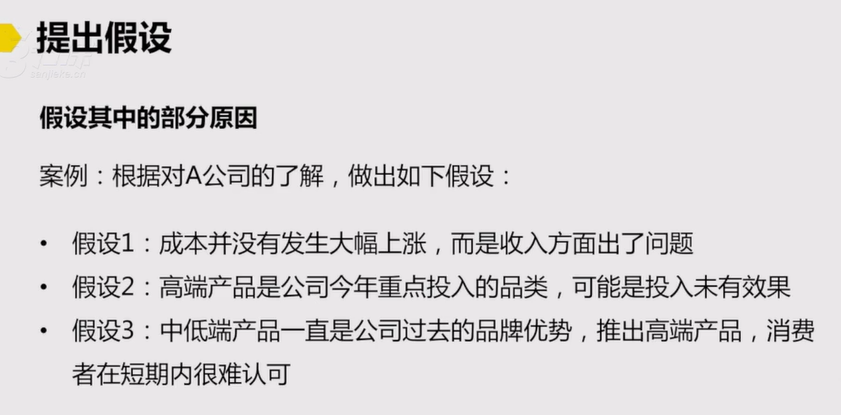 提出假设
sanjieke.cn
假设其中的部分原因
案例：根据对A公司的了解，做出如下假设：
• 假设1：成本并没有发生大幅上涨，而是收入方面出了问题
• 假设2：高端产品是公司今年重点投入的品类，可能是投入未有效果
• 假设3：中低端产品一直是公司过去的品牌优势，推出高端产品，消费
者在短期内很难认可